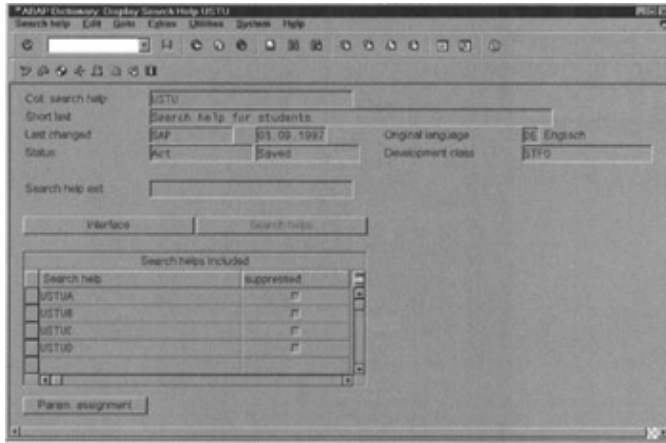 ABAP Dictionary: Display Search Help USTU
Search help Edit Goto Extras Utilities System Help
Coll. search help USTU
Short text Search help for students
Last changed SAP 03.09.1997 Original language DE Englisch
Status Act Saved Development class STFO
Search help exit
Interface Search helps
Search helps included
Search help suppressed
USTUA
USTUB
USTUC
USTUD
Param. assignment